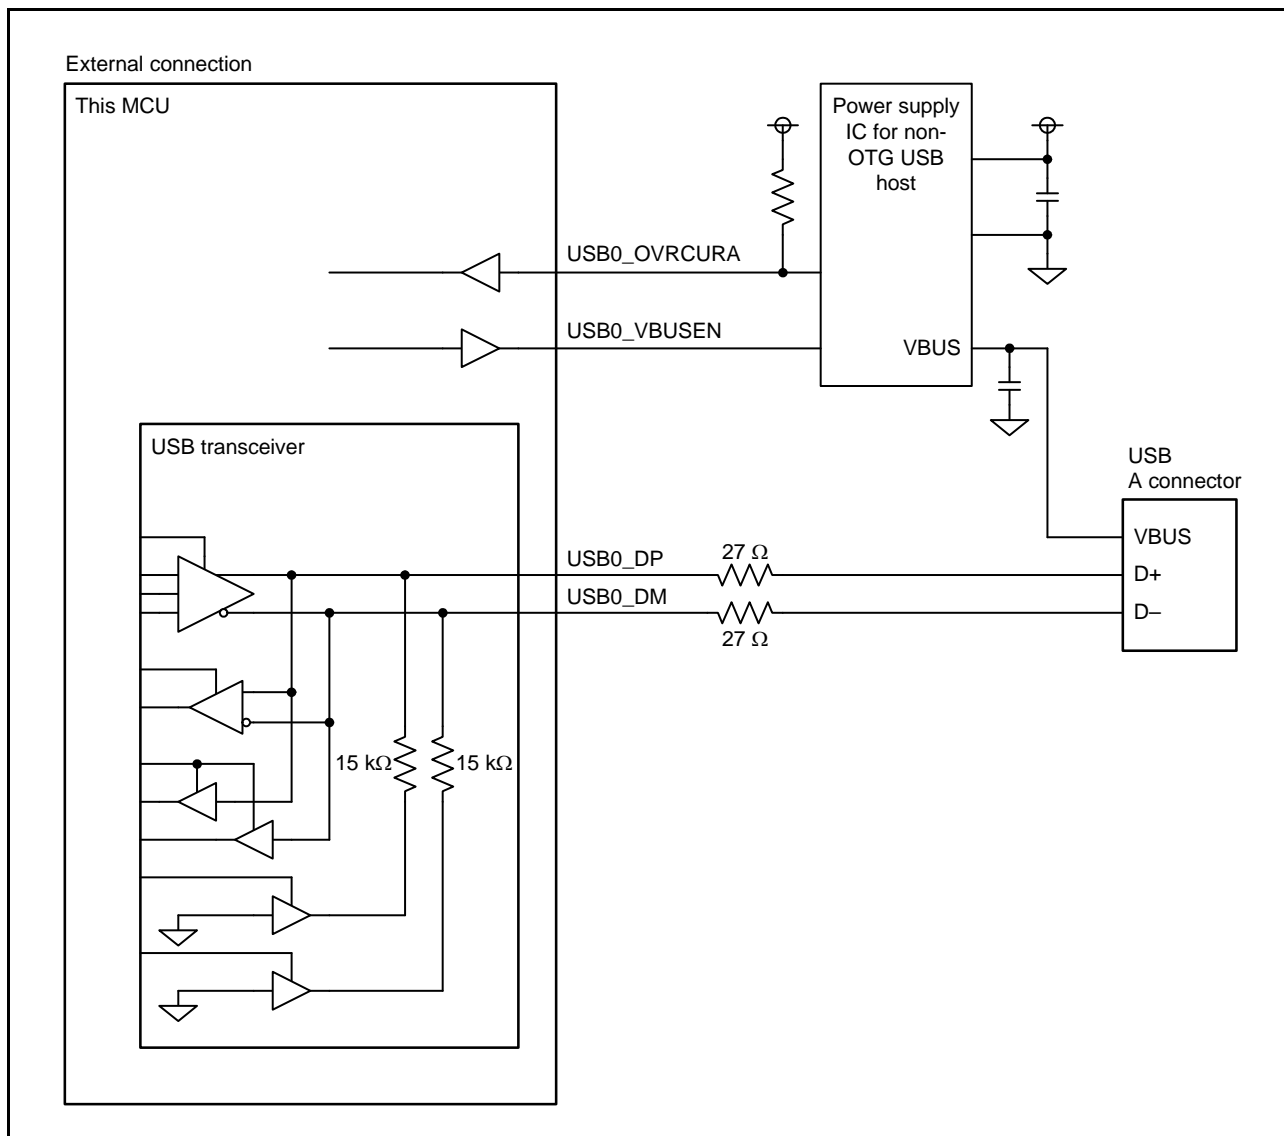 External connection
This MCU
Power supply
IC for non-
OTG USB
host
USB0_OVRCURA
USB0_VBUSEN
VBUS
USB transceiver
USB
A connector
VBUS
USB0_DP
27 Ω
D+
USB0_DM
27 Ω
D–
15 kΩ
15 kΩ